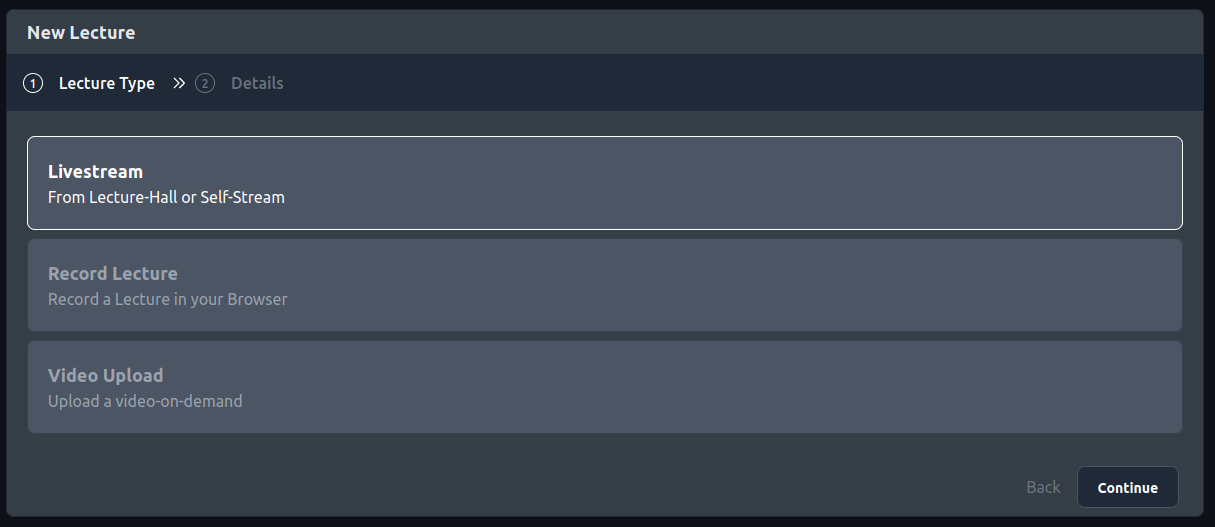 New Lecture
1 Lecture Type » 2 Details
Livestream
From Lecture-Hall or Self-Stream
Record Lecture
Record a Lecture in your Browser
Video Upload
Upload a video-on-demand
Back Continue